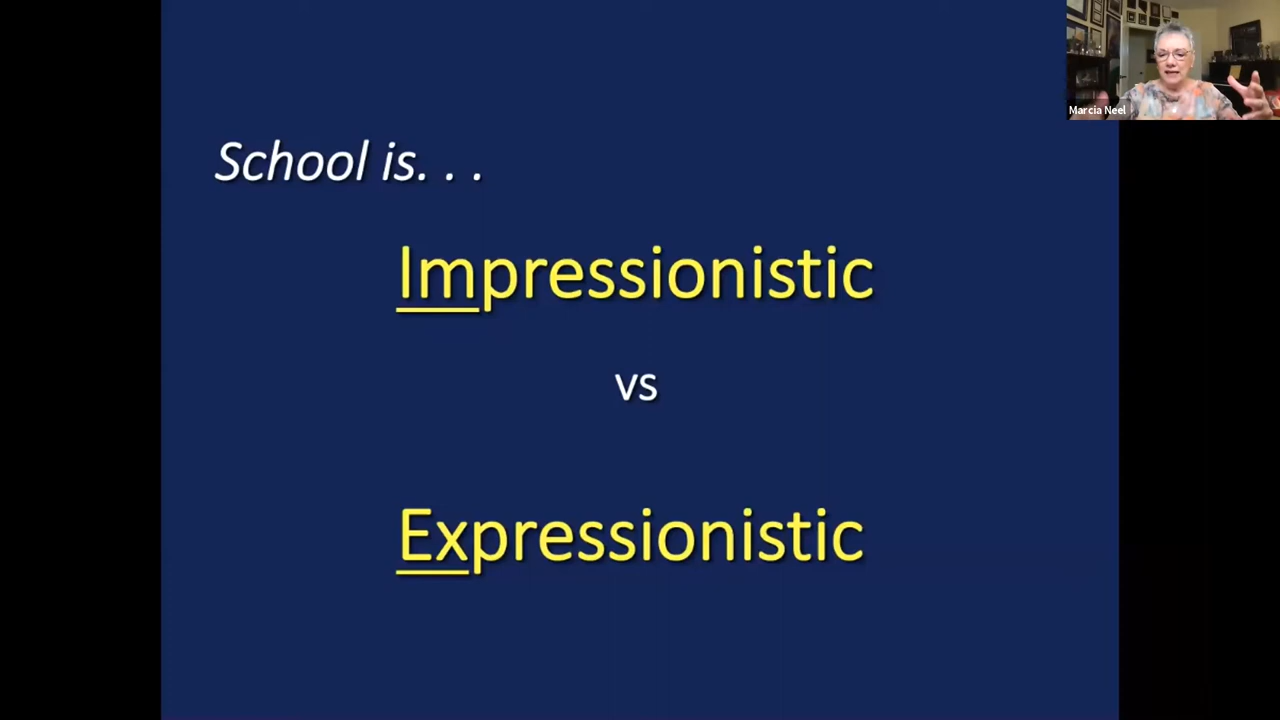 Marcia Neel
School is. . .
Impressionistic
vs
Expressionistic